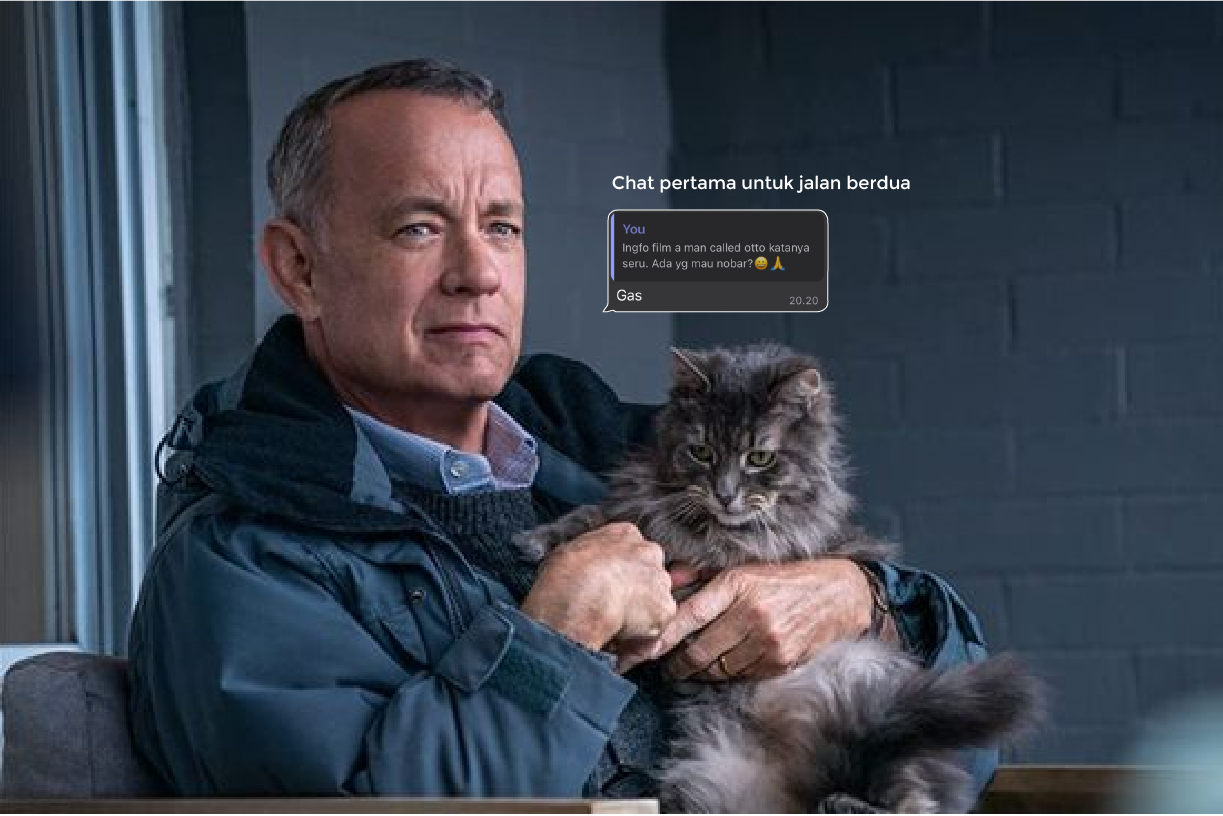 Chat pertama untuk jalan berdua
You
Ingfo film a man called otto katanya
seru. Ada yg mau nobar?😅🙏
Gas
20.20